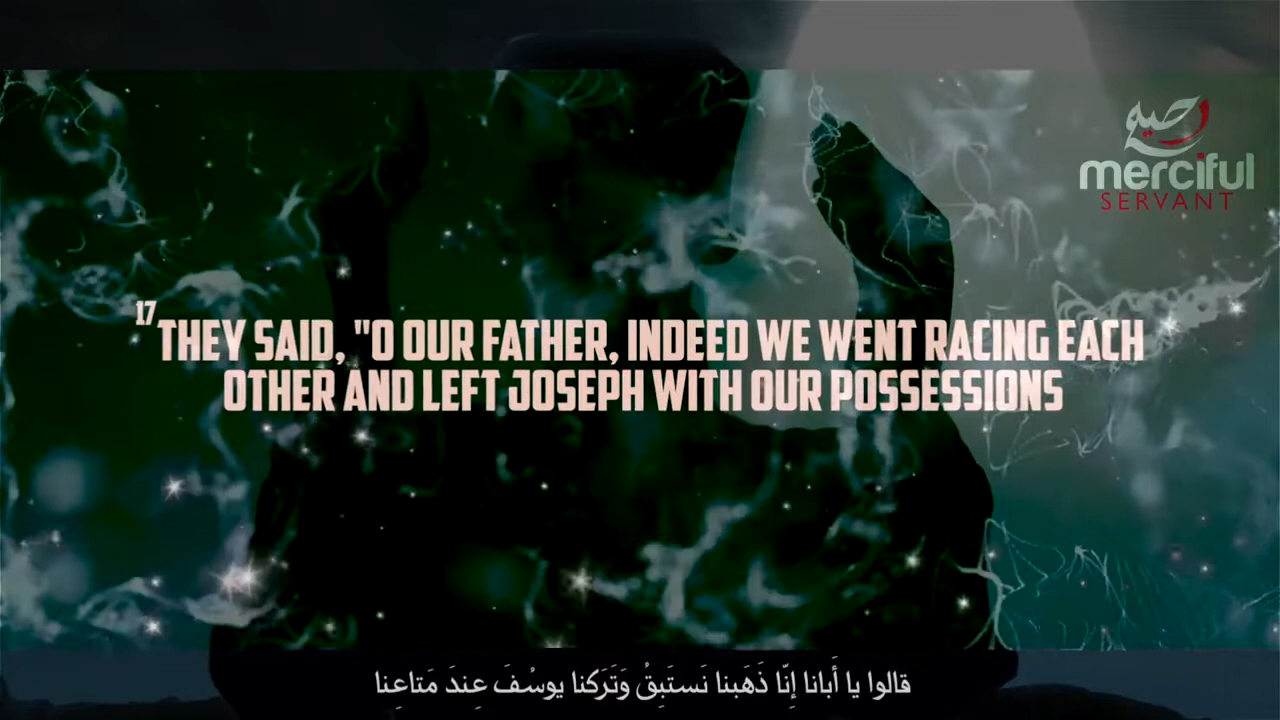 رحيم
merciful
SERVANT
17 THEY SAID, "O OUR FATHER, INDEED WE WENT RACING EACH
OTHER AND LEFT JOSEPH WITH OUR POSSESSIONS
قالوا يا أَبانا إِنّا ذَهَبنا نَستَبِقُ وَتَرَكنا يوسُفَ عِندَ مَتاعِنا